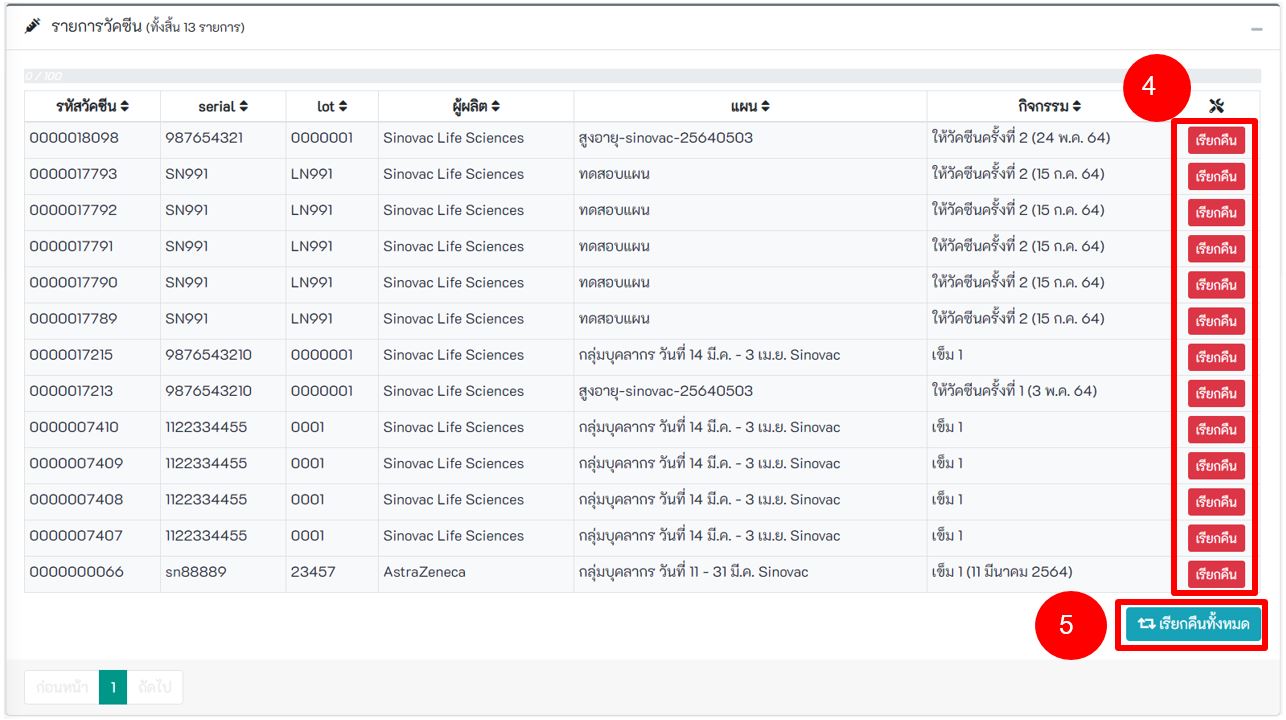 รายการวัคซีน (ทั้งสิ้น 13 รายการ)
0 / 100
4
รหัสวัคซีน serial lot ผู้ผลิต แผน กิจกรรม
0000018098 987654321 0000001 Sinovac Life Sciences สูงอายุ-sinovac-25640503 ให้วัคซีนครั้งที่ 2 (24 พ.ค. 64) เรียกคืน
0000017793 SN991 LN991 Sinovac Life Sciences ทดสอบแผน ให้วัคซีนครั้งที่ 2 (15 ก.ค. 64) เรียกคืน
0000017792 SN991 LN991 Sinovac Life Sciences ทดสอบแผน ให้วัคซีนครั้งที่ 2 (15 ก.ค. 64) เรียกคืน
0000017791 SN991 LN991 Sinovac Life Sciences ทดสอบแผน ให้วัคซีนครั้งที่ 2 (15 ก.ค. 64) เรียกคืน
0000017790 SN991 LN991 Sinovac Life Sciences ทดสอบแผน ให้วัคซีนครั้งที่ 2 (15 ก.ค. 64) เรียกคืน
0000017789 SN991 LN991 Sinovac Life Sciences ทดสอบแผน ให้วัคซีนครั้งที่ 2 (15 ก.ค. 64) เรียกคืน
0000017215 9876543210 0000001 Sinovac Life Sciences กลุ่มบุคลากร วันที่ 14 มี.ค. - 3 เม.ย. Sinovac เข็ม 1 เรียกคืน
0000017213 9876543210 0000001 Sinovac Life Sciences สูงอายุ-sinovac-25640503 ให้วัคซีนครั้งที่ 1 (3 พ.ค. 64) เรียกคืน
0000007410 1122334455 0001 Sinovac Life Sciences กลุ่มบุคลากร วันที่ 14 มี.ค. - 3 เม.ย. Sinovac เข็ม 1 เรียกคืน
0000007409 1122334455 0001 Sinovac Life Sciences กลุ่มบุคลากร วันที่ 14 มี.ค. - 3 เม.ย. Sinovac เข็ม 1 เรียกคืน
0000007408 1122334455 0001 Sinovac Life Sciences กลุ่มบุคลากร วันที่ 14 มี.ค. - 3 เม.ย. Sinovac เข็ม 1 เรียกคืน
0000007407 1122334455 0001 Sinovac Life Sciences กลุ่มบุคลากร วันที่ 14 มี.ค. - 3 เม.ย. Sinovac เข็ม 1 เรียกคืน
0000000066 sn88889 23457 AstraZeneca กลุ่มบุคลากร วันที่ 11 - 31 มี.ค. Sinovac เข็ม 1 (11 มีนาคม 2564) เรียกคืน
5 เรียกคืนทั้งหมด
ก่อนหน้า 1 ถัดไป